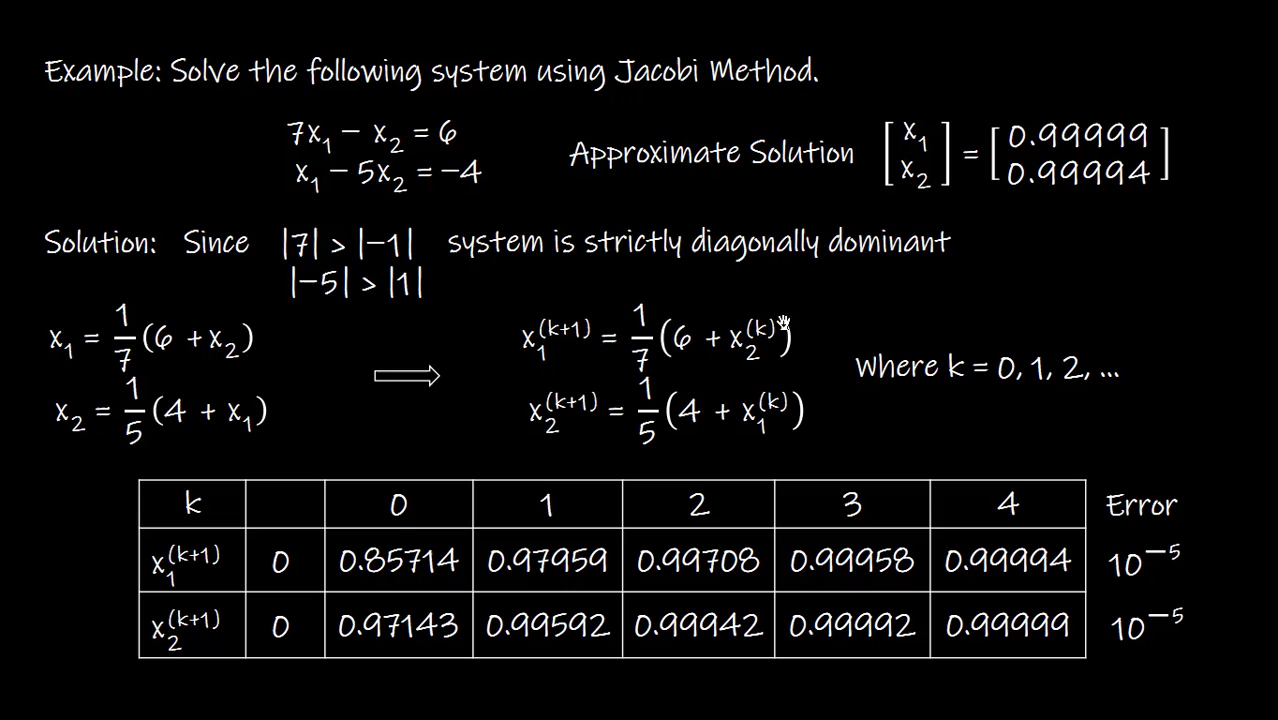 Example: Solve the following system using Jacobi Method.
7x₁ − x₂ = 6
x₁ − 5x₂ = −4
Approximate Solution [x₁ x₂] = [0.99999 0.99994]
Solution: Since |7| > |−1| system is strictly diagonally dominant
|−5| > |1|
x₁ = 1/7 (6 + x₂)
x₂ = 1/5 (4 + x₁)
⟹
x₁^(k+1) = 1/7 (6 + x₂^(k))
x₂^(k+1) = 1/5 (4 + x₁^(k))
Where k = 0, 1, 2, ...
k 0 1 2 3 4 Error
x₁^(k+1) 0 0.85714 0.97959 0.99708 0.99958 0.99994 10^−5
x₂^(k+1) 0 0.97143 0.99592 0.99942 0.99992 0.99999 10^−5